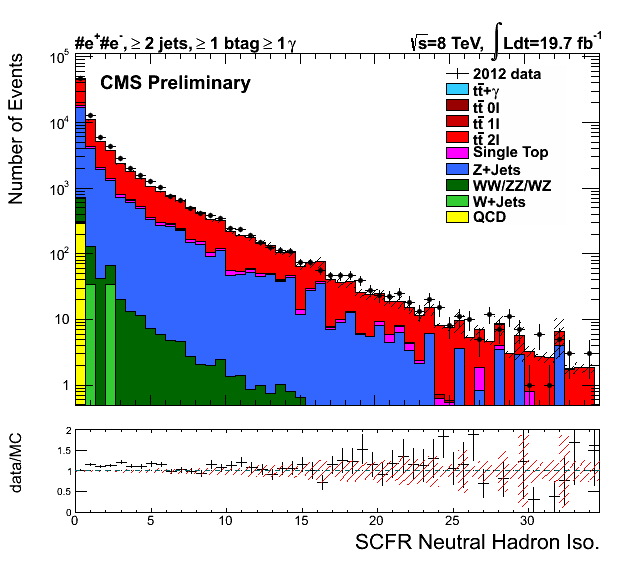 #e⁺#e⁻, ≥ 2 jets, ≥ 1 btag ≥ 1 γ
√s=8 TeV, ∫Ldt=19.7 fb⁻¹
CMS Preliminary
2012 data
tt̄+γ
tt̄ 0l
tt̄ 1l
tt̄ 2l
Single Top
Z+Jets
WW/ZZ/WZ
W+Jets
QCD
Number of Events
10⁵
10⁴
10³
10²
10
1
data/MC
2
1.5
1
0.5
0
0 5 10 15 20 25 30
SCFR Neutral Hadron Iso.